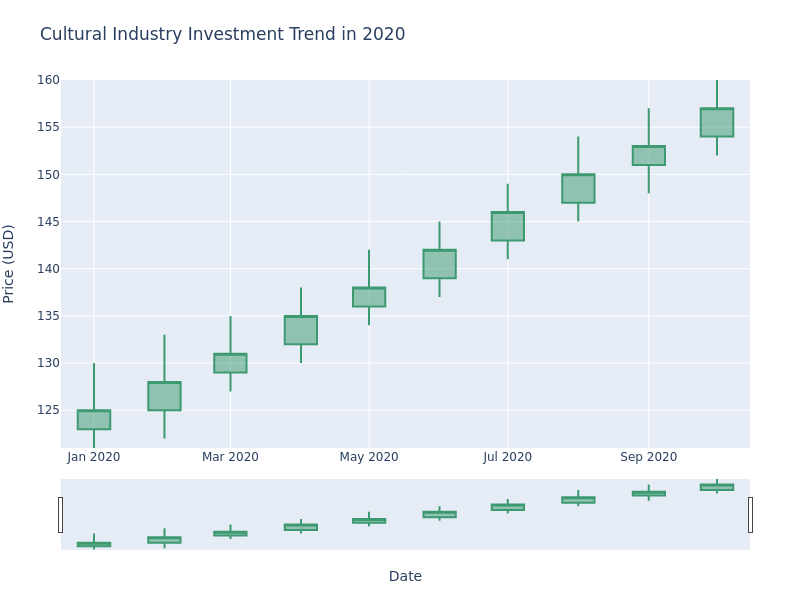 Cultural Industry Investment Trend in 2020
160
155
150
145
140
135
130
125
Price (USD)
Jan 2020
Mar 2020
May 2020
Jul 2020
Sep 2020
Date